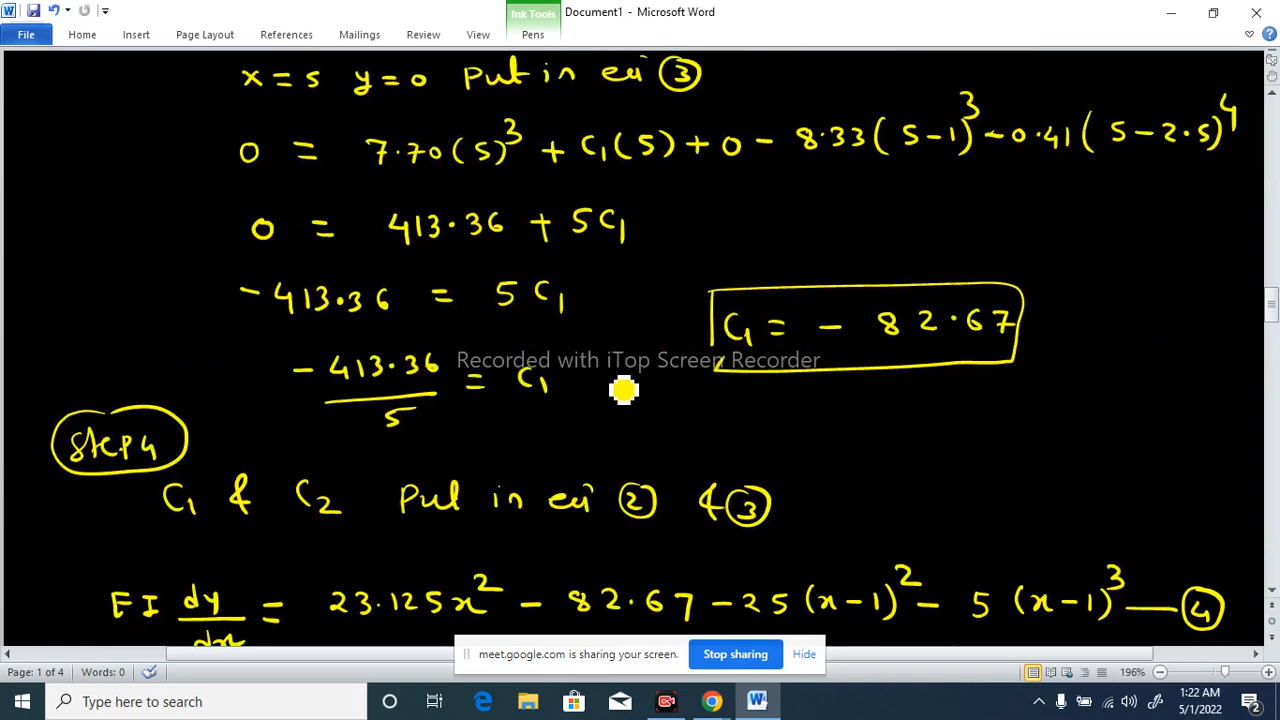 Ink Tools
Document1 - Microsoft Word
File Home Insert Page Layout References Mailings Review View Pens
x = 5 y = 0 put in eq (3)
0 = 7.70(5)³ + C₁(5) + 0 - 8.33(5-1)³ - 0.41(5-2.5)⁴
0 = 413.36 + 5C₁
-413.36 = 5C₁
C₁ = - 82.67
-413.36/5 = C₁
Recorded with iTop Screen Recorder
Step 4
C₁ & C₂ Put in eq (2) & (3)
EI dy/dx = 23.125x² - 82.67 - 25(x-1)² - 5(x-1)³ — (4)
meet.google.com is sharing your screen. Stop sharing Hide
Page: 1 of 4 Words: 0 196%
Type here to search
1:22 AM
5/1/2022
2